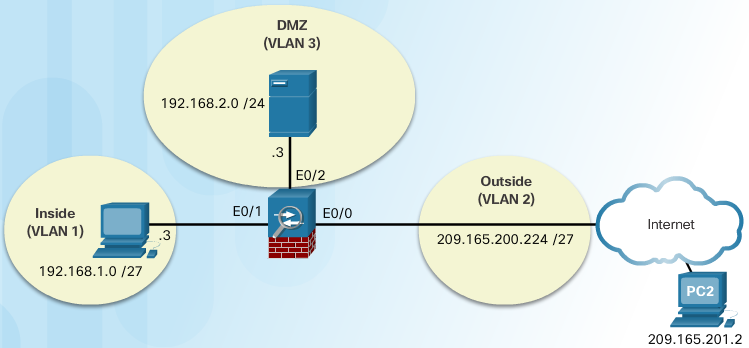 DMZ
(VLAN 3)
192.168.2.0 /24
.3
E0/2
Inside
(VLAN 1)
.3
192.168.1.0 /27
E0/1
E0/0
Outside
(VLAN 2)
209.165.200.224 /27
Internet
PC2
209.165.201.2